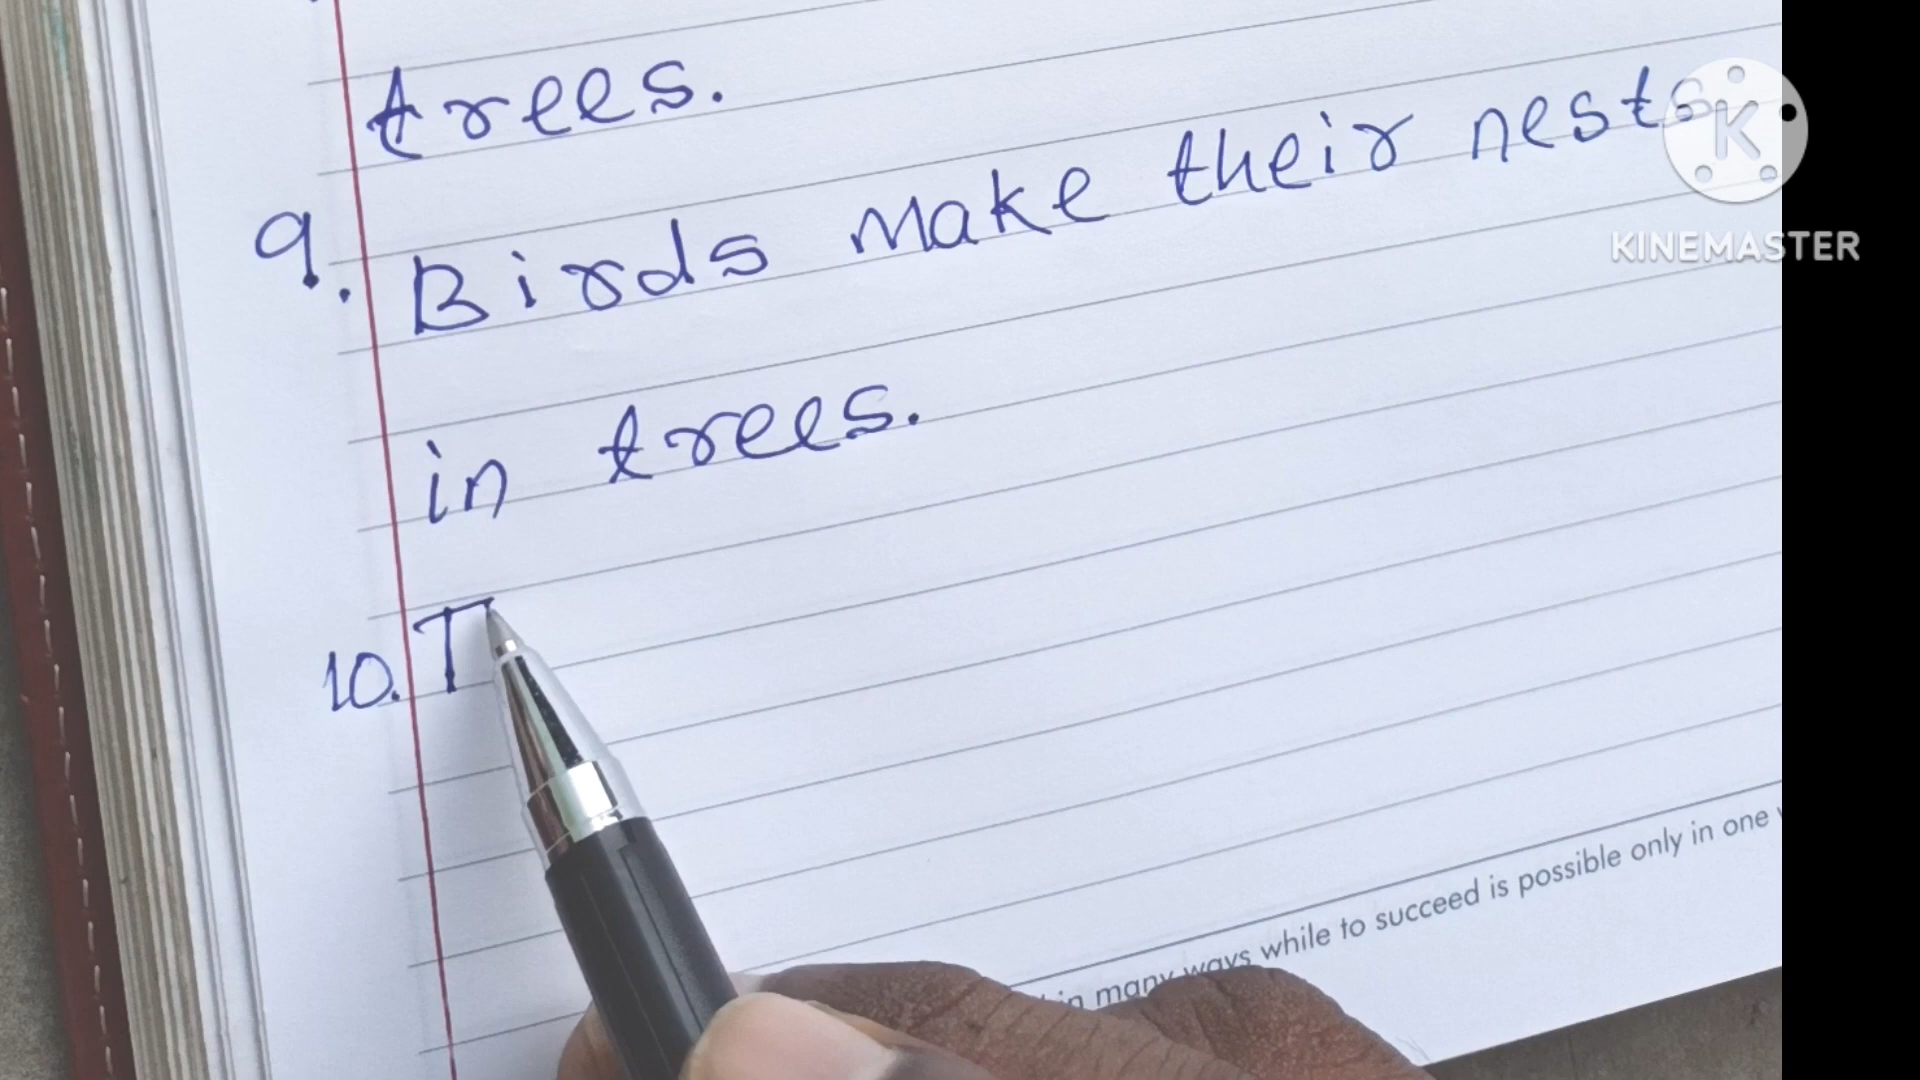 trees.
9. Birds make their nests
in trees.
10. T
in many ways while to succeed is possible only in one
KINEMASTER